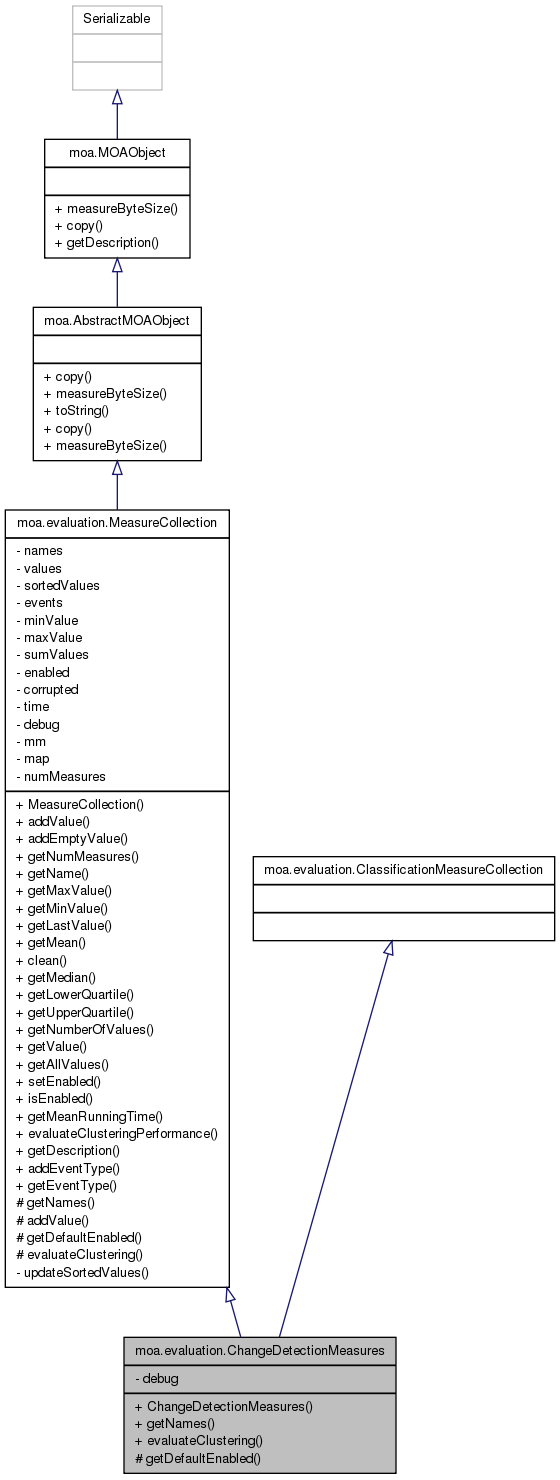 Serializable
moa.MOAObject
+ measureByteSize()
+ copy()
+ getDescription()
moa.AbstractMOAObject
+ copy()
+ measureByteSize()
+ toString()
+ copy()
+ measureByteSize()
moa.evaluation.MeasureCollection
- names
- values
- sortedValues
- events
- minValue
- maxValue
- sumValues
- enabled
- corrupted
- time
- debug
- mm
- map
- numMeasures
+ MeasureCollection()
+ addValue()
+ addEmptyValue()
+ getNumMeasures()
+ getName()
+ getMaxValue()
+ getMinValue()
+ getLastValue()
+ getMean()
+ clean()
+ getMedian()
+ getLowerQuartile()
+ getUpperQuartile()
+ getNumberOfValues()
+ getValue()
+ getAllValues()
+ setEnabled()
+ isEnabled()
+ getMeanRunningTime()
+ evaluateClusteringPerformance()
+ getDescription()
+ addEventType()
+ getEventType()
# getNames()
# addValue()
# getDefaultEnabled()
# evaluateClustering()
- updateSortedValues()
moa.evaluation.ClassificationMeasureCollection
moa.evaluation.ChangeDetectionMeasures
- debug
+ ChangeDetectionMeasures()
+ getNames()
+ evaluateClustering()
# getDefaultEnabled()